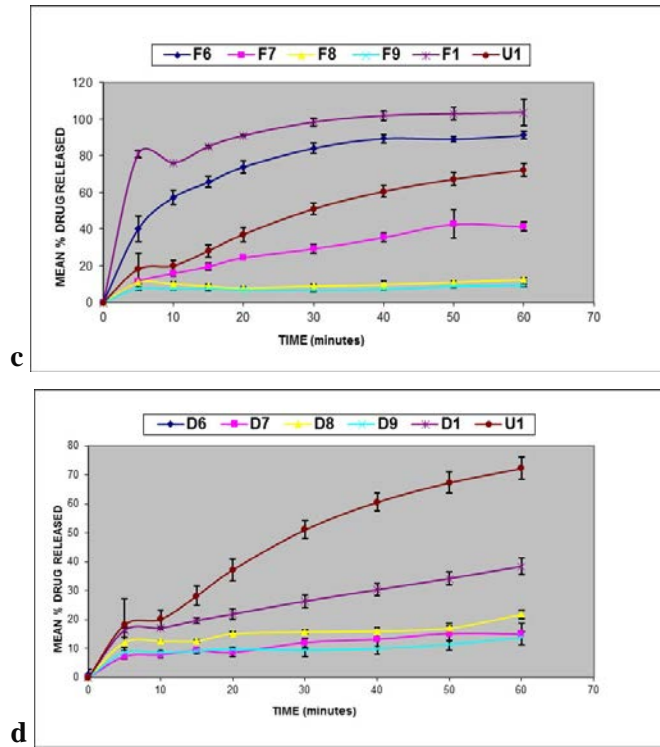 F6 F7 F8 F9 F1 U1
MEAN % DRUG RELEASED
120
100
80
60
40
20
0
0 10 20 30 40 50 60 70
TIME (minutes)
c
D6 D7 D8 D9 D1 U1
MEAN % DRUG RELEASED
80
70
60
50
40
30
20
10
0
0 10 20 30 40 50 60 70
TIME (minutes)
d